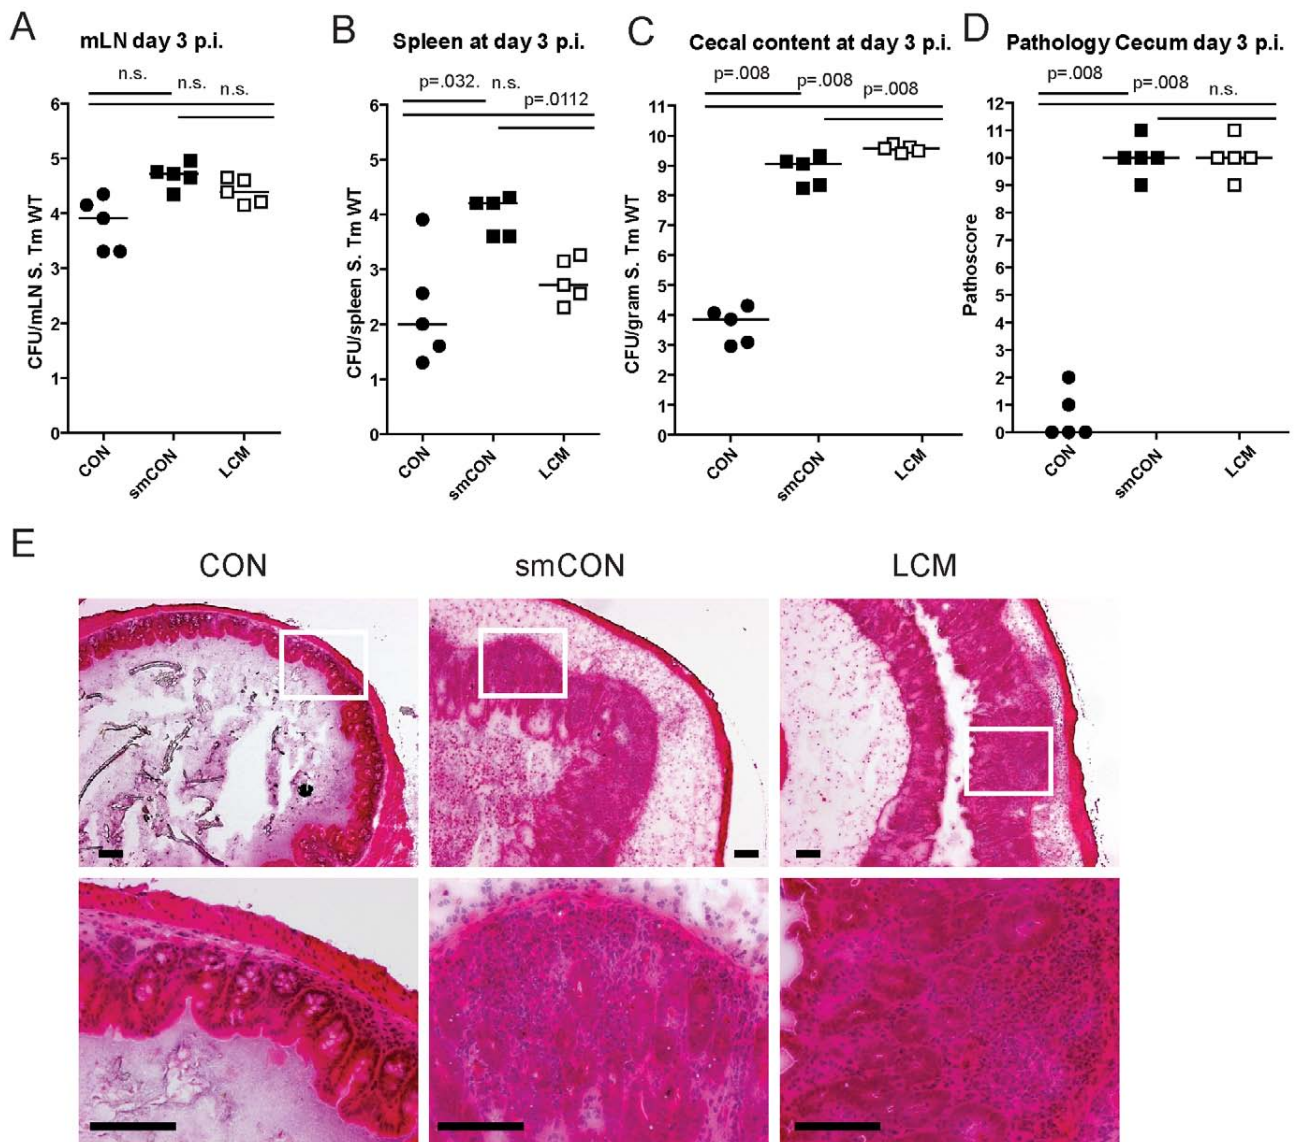 A mLN day 3 p.i.
n.s.
n.s.
n.s.
CFU/mLN S. Tm WT
6
5
4
3
2
1
0
CON
smCON
LCM
B Spleen at day 3 p.i.
p=.032.
n.s.
p=.0112
CFU/spleen S. Tm WT
6
5
4
3
2
1
0
CON
smCON
LCM
C Cecal content at day 3 p.i.
p=.008
p=.008
p=.008
CFU/gram S. Tm WT
11
10
9
8
7
6
5
4
3
2
1
0
CON
smCON
LCM
D Pathology Cecum day 3 p.i.
p=.008
p=.008
n.s.
Pathoscore
12
11
10
9
8
7
6
5
4
3
2
1
0
CON
smCON
LCM
E
CON
smCON
LCM